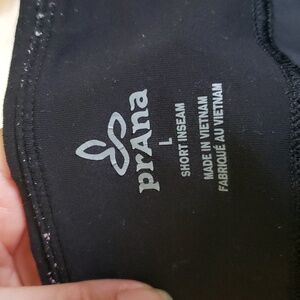 prAna
L
SHORT INSEAM
MADE IN VIETNAM
FABRIQUÉ AU VIETNAM